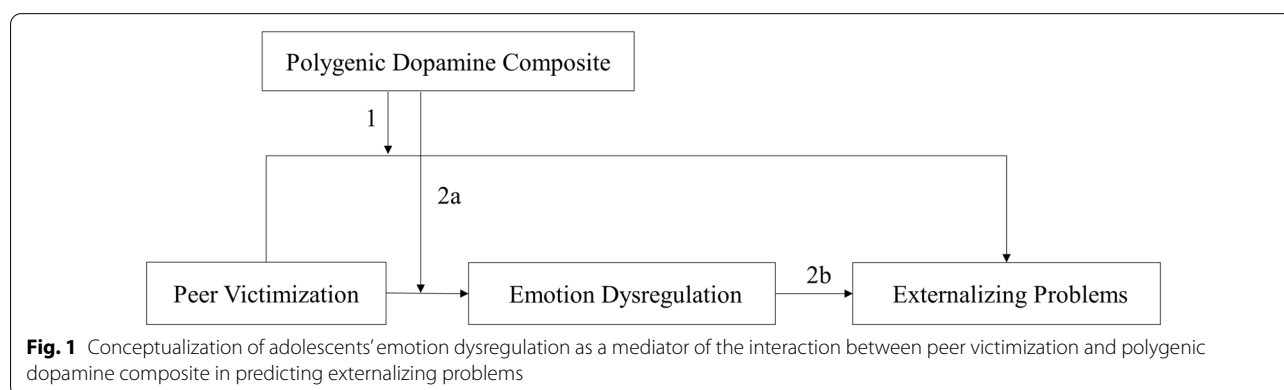 Polygenic Dopamine Composite
1
2a
Peer Victimization
Emotion Dysregulation
2b
Externalizing Problems
Fig. 1 Conceptualization of adolescents’ emotion dysregulation as a mediator of the interaction between peer victimization and polygenic
dopamine composite in predicting externalizing problems